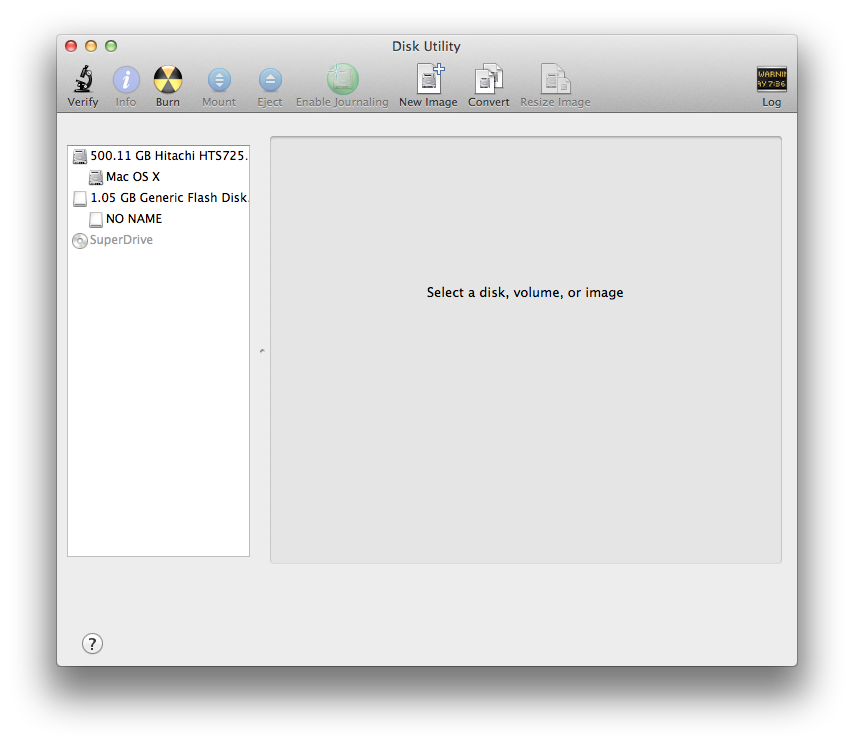 Disk Utility
Verify Info Burn Mount Eject Enable Journaling New Image Convert Resize Image Log
WARNIN
AY 7:36
500.11 GB Hitachi HTS725.
Mac OS X
1.05 GB Generic Flash Disk.
NO NAME
SuperDrive
Select a disk, volume, or image
?